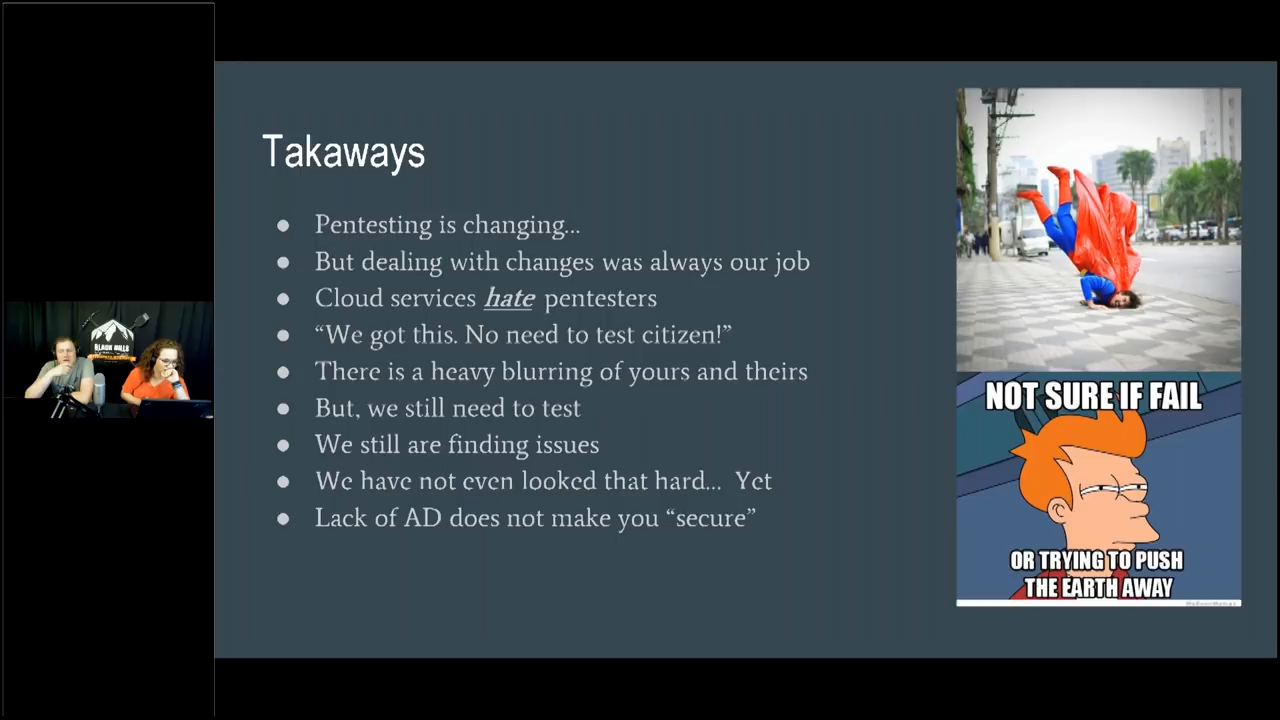 Takaways
Pentesting is changing...
But dealing with changes was always our job
Cloud services hate pentesters
“We got this. No need to test citizen!”
There is a heavy blurring of yours and theirs
But, we still need to test
We still are finding issues
We have not even looked that hard... Yet
Lack of AD does not make you “secure”
NOT SURE IF FAIL
OR TRYING TO PUSH
THE EARTH AWAY
BLACK HILLS